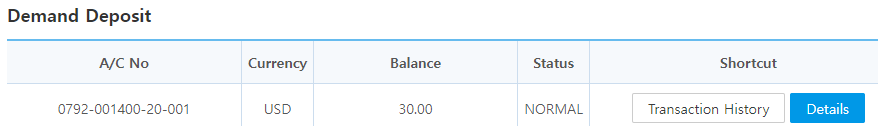 Demand Deposit
A/C No Currency Balance Status Shortcut
0792-001400-20-001 USD 30.00 NORMAL Transaction History Details